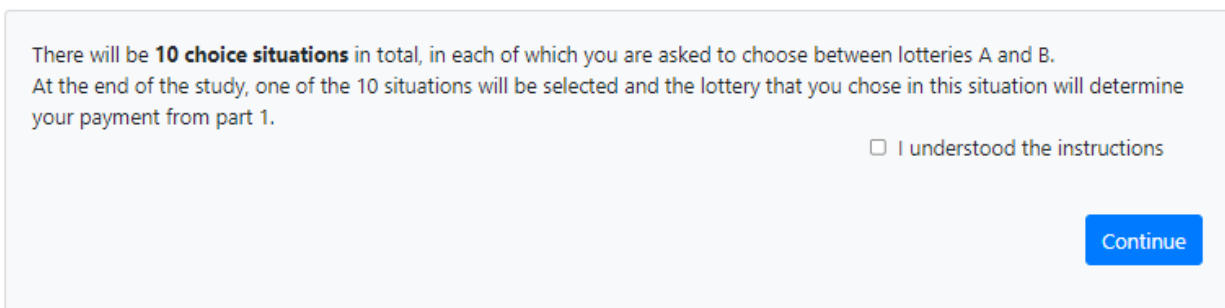 There will be 10 choice situations in total, in each of which you are asked to choose between lotteries A and B.
At the end of the study, one of the 10 situations will be selected and the lottery that you chose in this situation will determine
your payment from part 1.
I understood the instructions
Continue